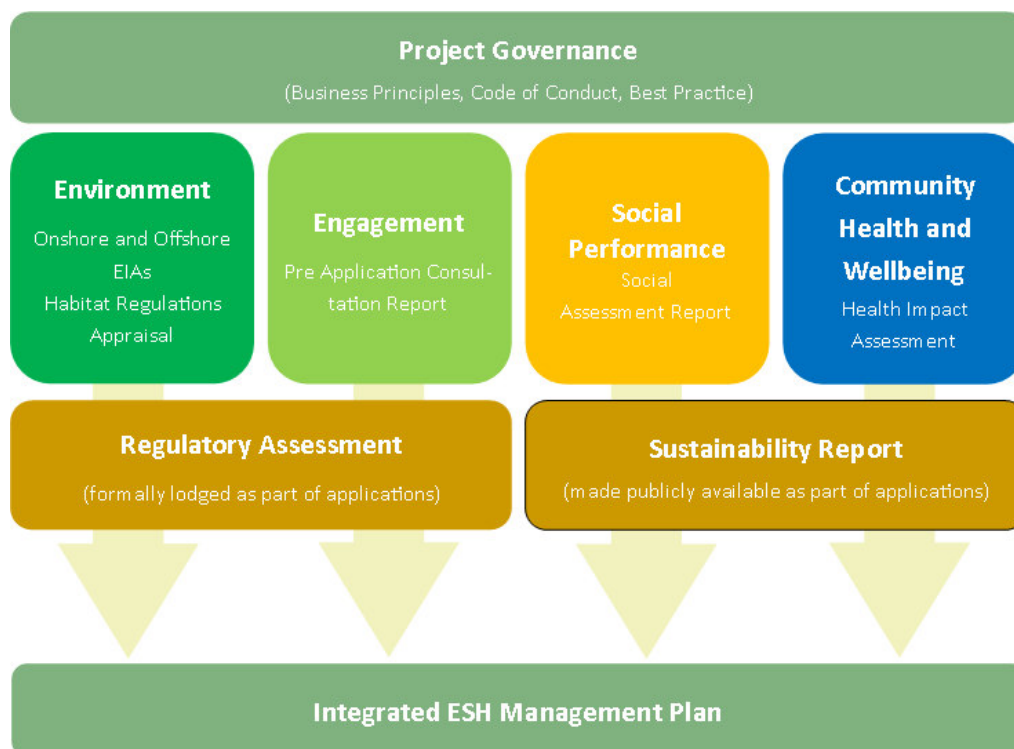 Project Governance
(Business Principles, Code of Conduct, Best Practice)
Environment
Onshore and Offshore
EIAs
Habitat Regulations
Appraisal
Engagement
Pre Application Consul-
tation Report
Social
Performance
Social
Assessment Report
Community
Health and
Wellbeing
Health Impact
Assessment
Regulatory Assessment
(formally lodged as part of applications)
Sustainability Report
(made publicly available as part of applications)
Integrated ESH Management Plan